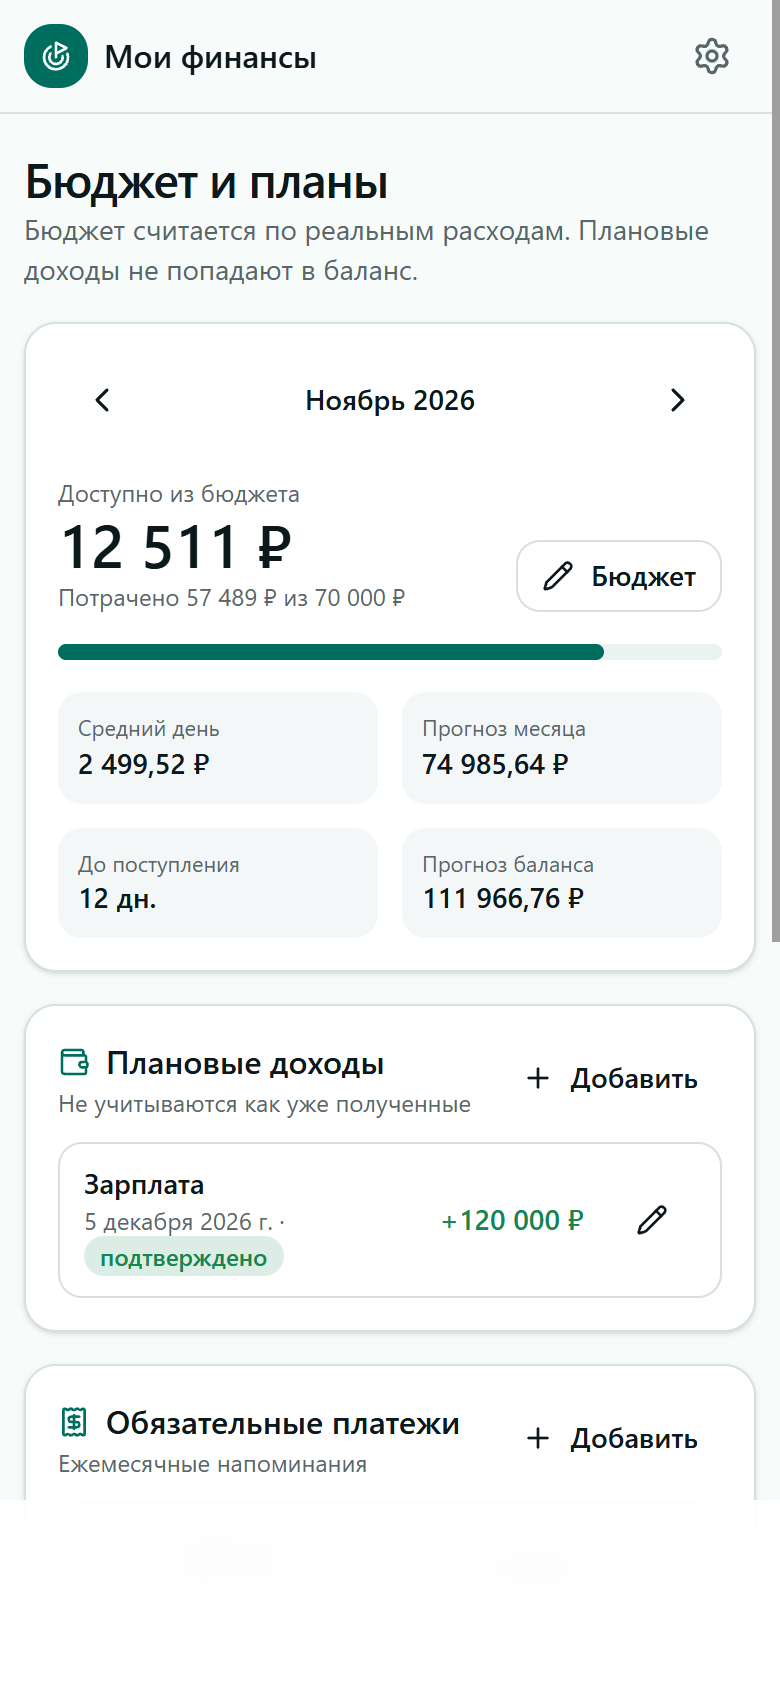 Мои финансы
Бюджет и планы
Бюджет считается по реальным расходам. Плановые
доходы не попадают в баланс.
Ноябрь 2026
Доступно из бюджета
12 511 ₽
Потрачено 57 489 ₽ из 70 000 ₽
Бюджет
Средний день
2 499,52 ₽
Прогноз месяца
74 985,64 ₽
До поступления
12 дн.
Прогноз баланса
111 966,76 ₽
Плановые доходы
Не учитываются как уже полученные
Добавить
Зарплата
5 декабря 2026 г. ·
подтверждено
+120 000 ₽
Обязательные платежи
Ежемесячные напоминания
Добавить